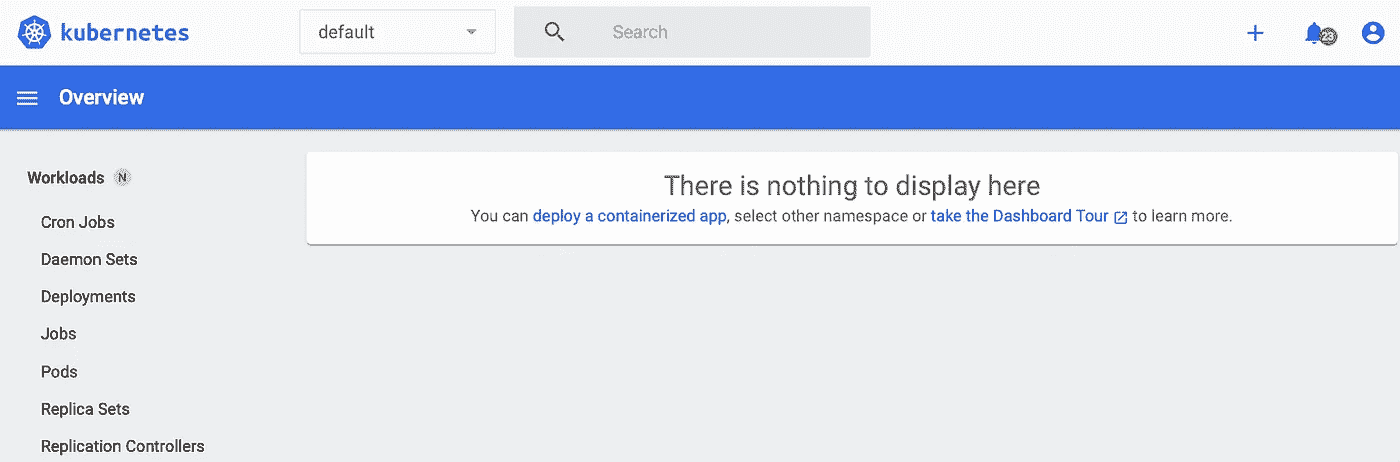 kubernetes
default
Search
23
Overview
Workloads N
Cron Jobs
Daemon Sets
Deployments
Jobs
Pods
Replica Sets
Replication Controllers
There is nothing to display here
You can deploy a containerized app, select other namespace or take the Dashboard Tour to learn more.